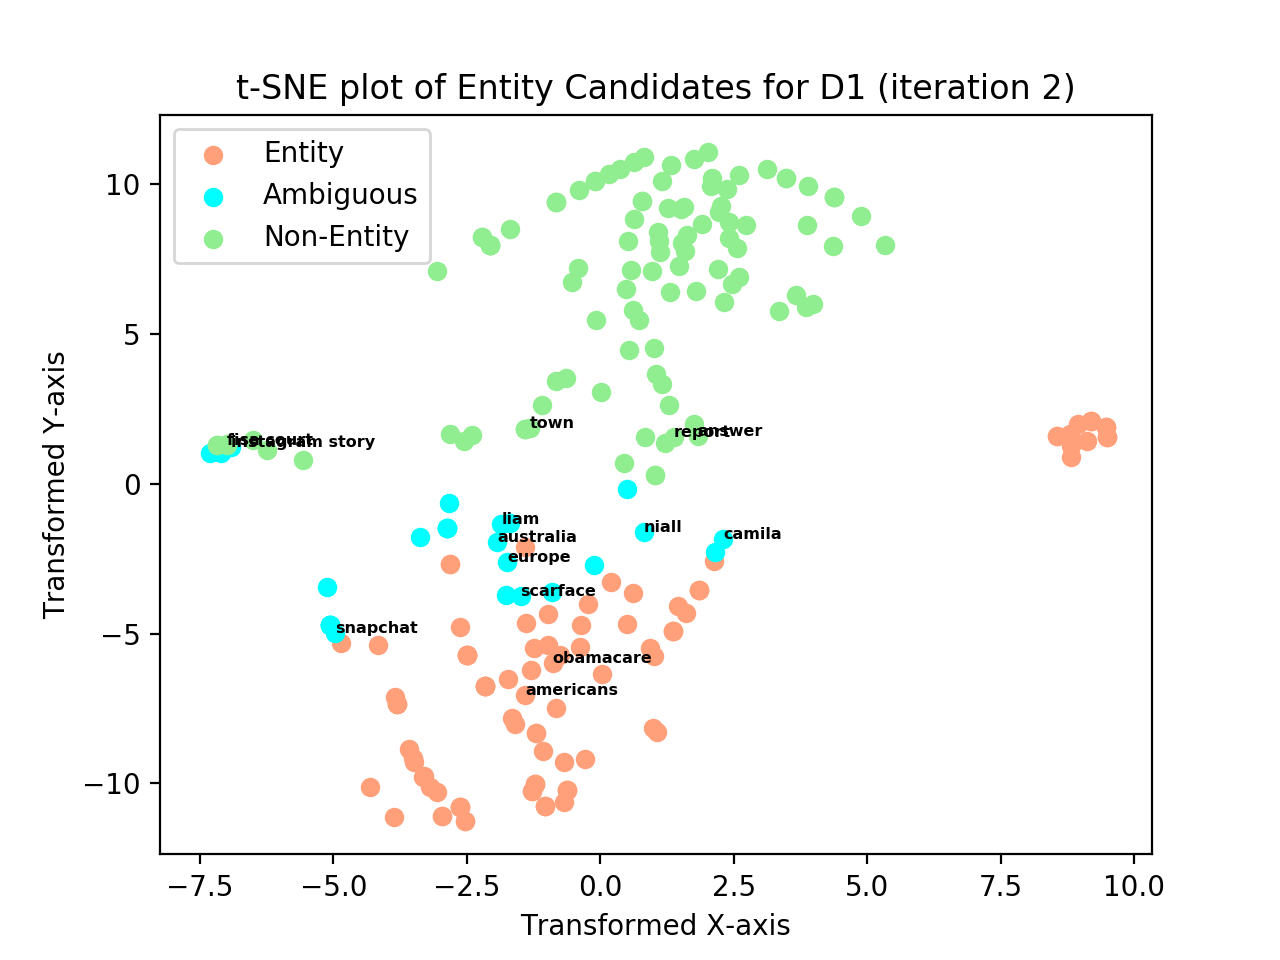 t-SNE plot of Entity Candidates for D1 (iteration 2)
Entity
Ambiguous
Non-Entity
10
5
0
−5
−10
Transformed Y-axis
town
report
answer
instagram story
liam
australia
europe
niall
camila
scarface
snapchat
obamacare
americans
−7.5 −5.0 −2.5 0.0 2.5 5.0 7.5 10.0
Transformed X-axis